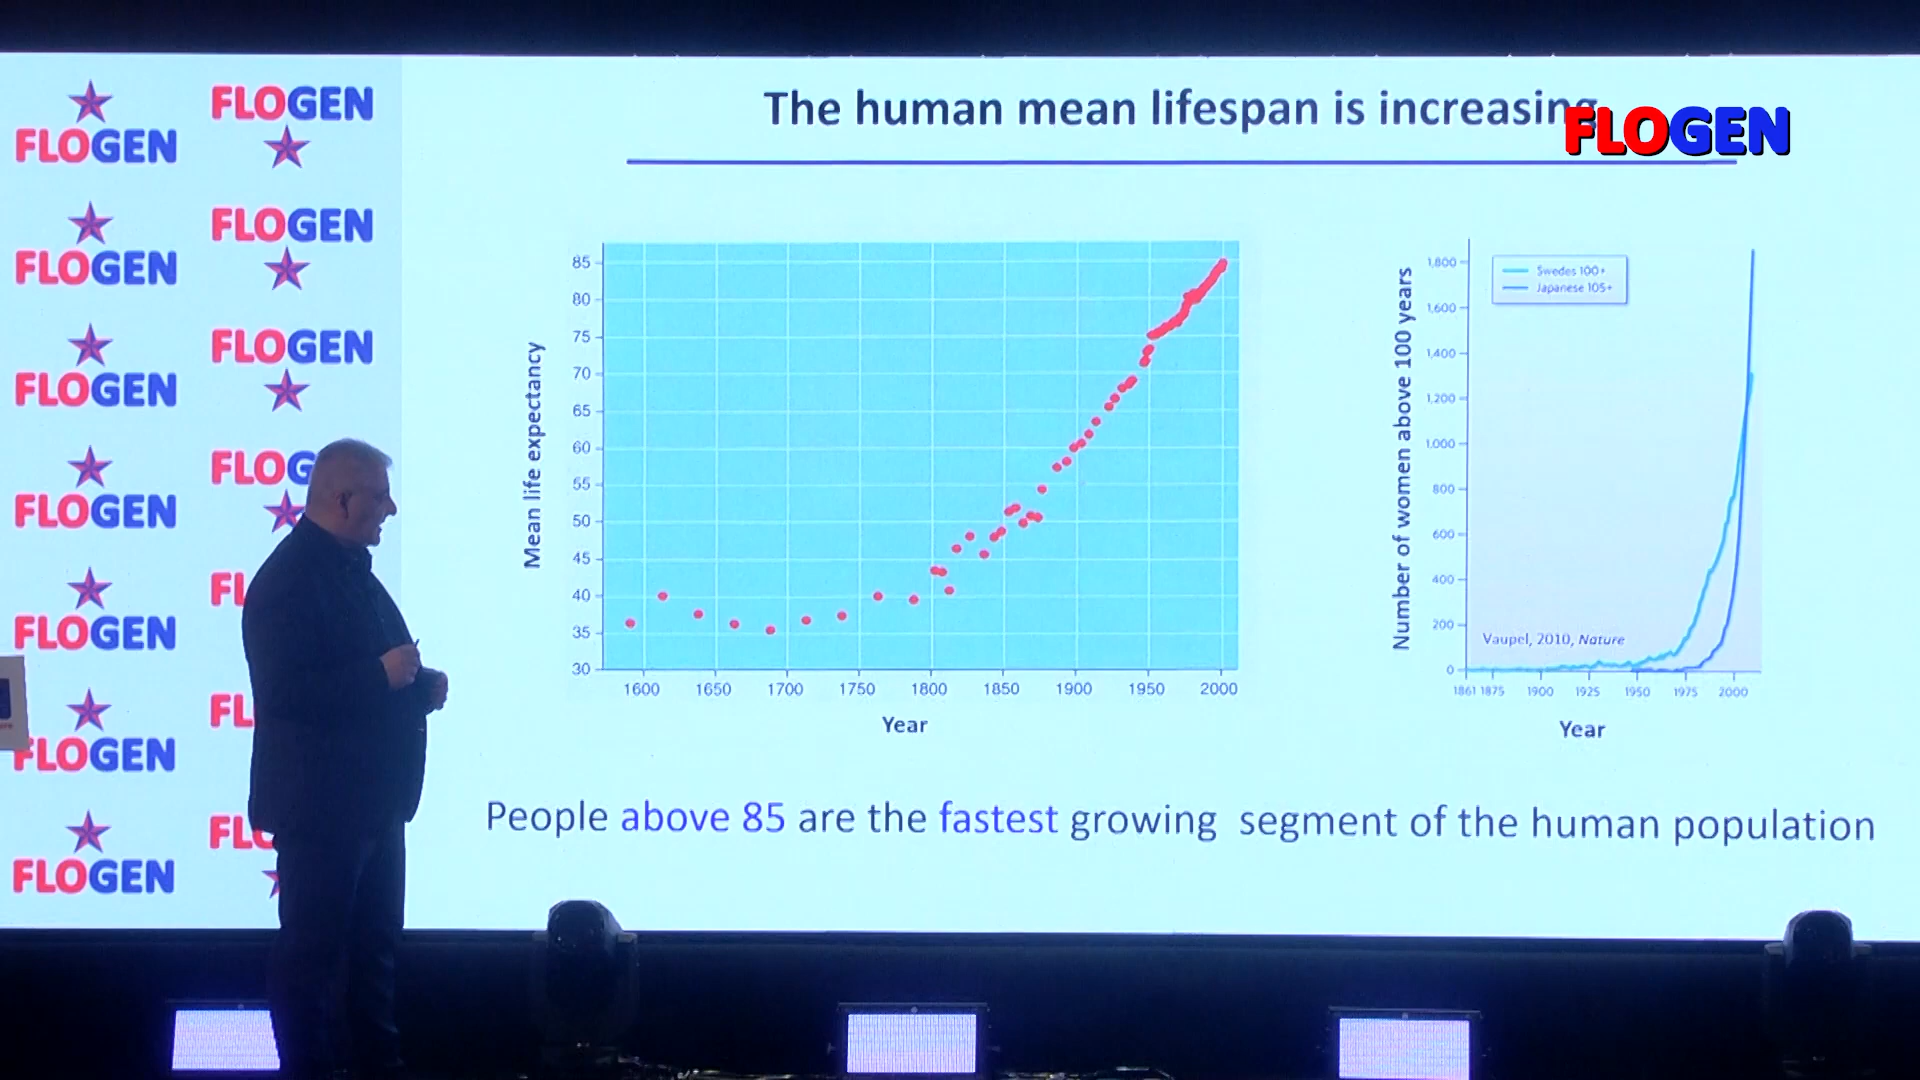 FLOGEN
FLOGEN
FLOGEN
FLOGEN
FLOGEN
FLOGEN
FLOGEN
FLOG
FLOGEN
FL
FLOGEN
FL
FLOGEN
FL
FLOGEN
The human mean lifespan is increasing
FLOGEN
Mean life expectancy
85
80
75
70
65
60
55
50
45
40
35
30
1600 1650 1700 1750 1800 1850 1900 1950 2000
Year
Number of women above 100 years
1,800
1,600
1,400
1,200
1,000
800
600
400
200
0
Swedes 100+
Japanese 105+
Vaupel, 2010, Nature
1861 1875 1900 1925 1950 1975 2000
Year
People above 85 are the fastest growing segment of the human population